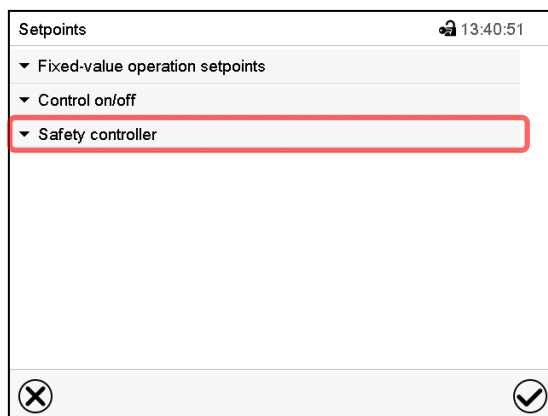 Setpoints 13:40:51
Fixed-value operation setpoints
Control on/off
Safety controller